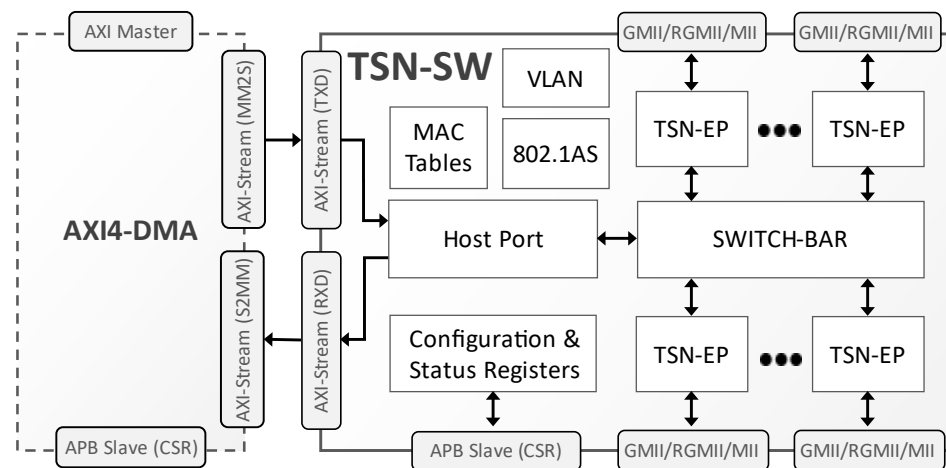 AXI Master
GMII/RGMII/MII
GMII/RGMII/MII
TSN-SW
VLAN
MAC
Tables
802.1AS
TSN-EP
TSN-EP
AXI-Stream (MM2S)
AXI-Stream (TXD)
AXI4-DMA
Host Port
SWITCH-BAR
AXI-Stream (S2MM)
AXI-Stream (RXD)
Configuration &
Status Registers
TSN-EP
TSN-EP
APB Slave (CSR)
APB Slave (CSR)
GMII/RGMII/MII
GMII/RGMII/MII